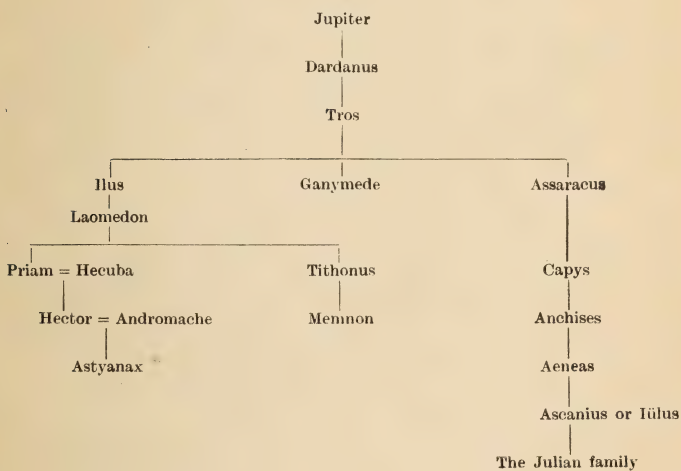 Jupiter
Dardanus
Tros
Ilus Ganymede Assaracus
Laomedon
Priam = Hecuba Tithonus Capys
Hector = Andromache Memnon Anchises
Astyanax Aeneas
Ascanius or Iülus
The Julian family